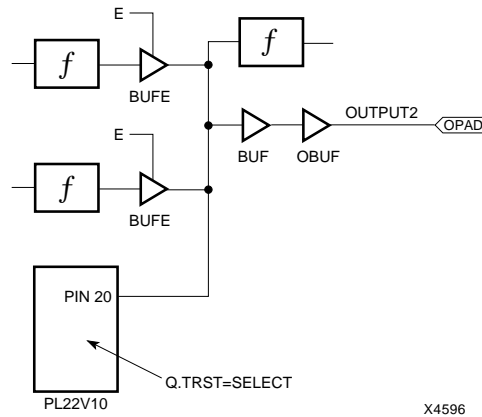 E
f
BUFE
f
BUF
OBUF
OUTPUT2
OPAD
E
f
BUFE
PIN 20
Q.TRST=SELECT
PL22V10
X4596